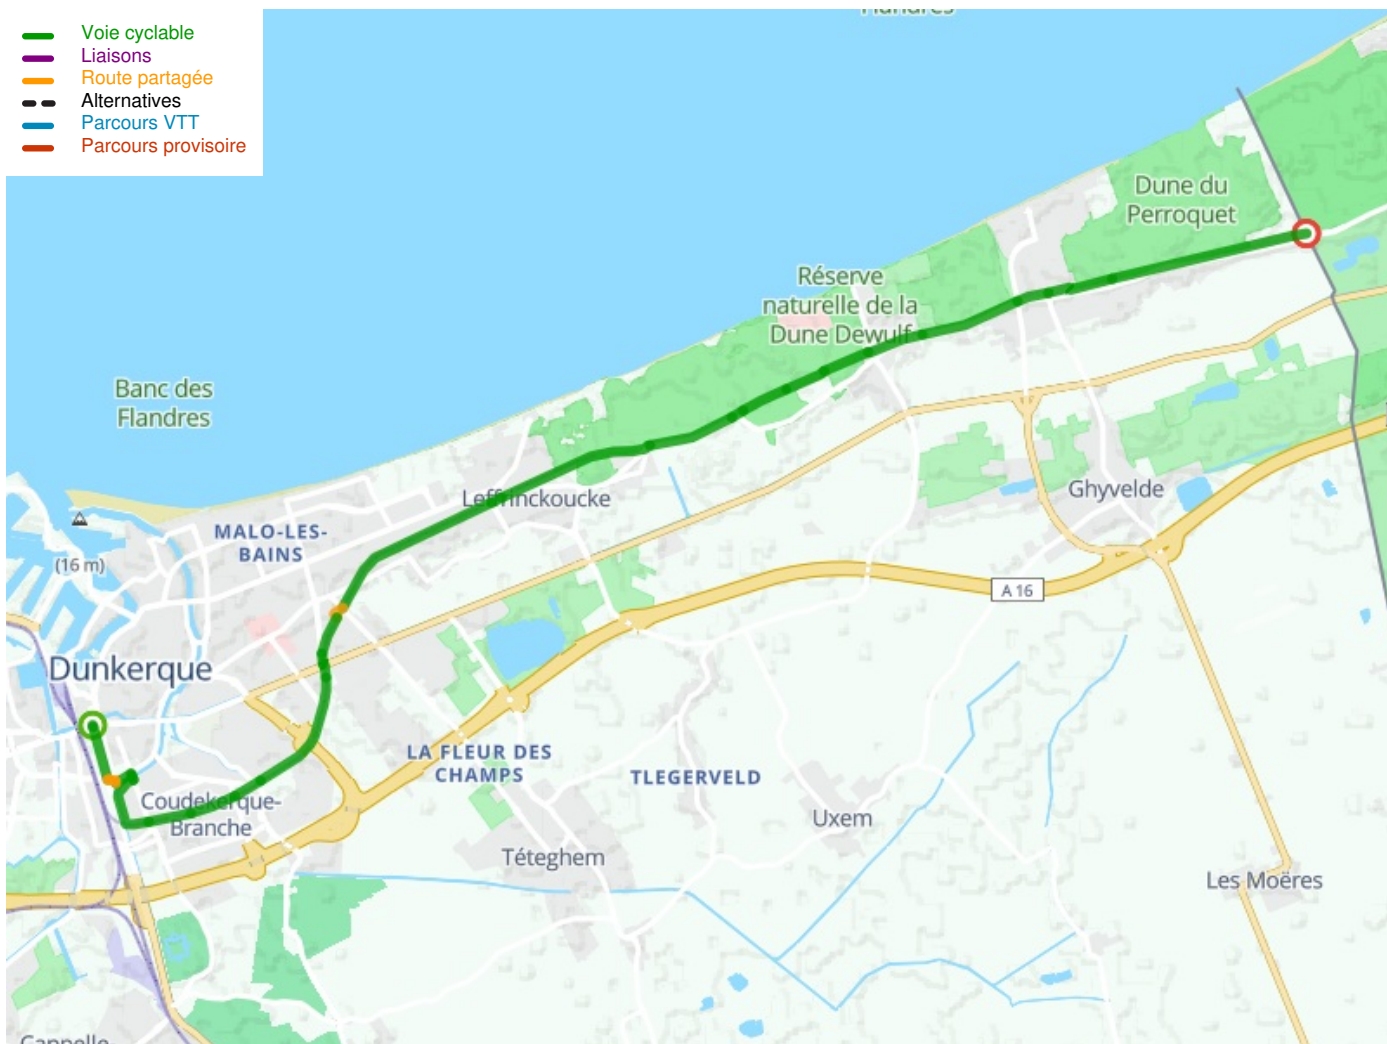 Voie cyclable
Liaisons
Route partagée
Alternatives
Parcours VTT
Parcours provisoire
Flandres
Dune du
Perroquet
Réserve
naturelle de la
Dune Dewulf
Banc des
Flandres
Leffrinckoucke
Ghyvelde
MALO-LES-
BAINS
(16 m)
A 16
Dunkerque
LA FLEUR DES
CHAMPS
TLEGERVELD
Coudekerque-
Branche
Uxem
Téteghem
Les Moëres
Cappelle-